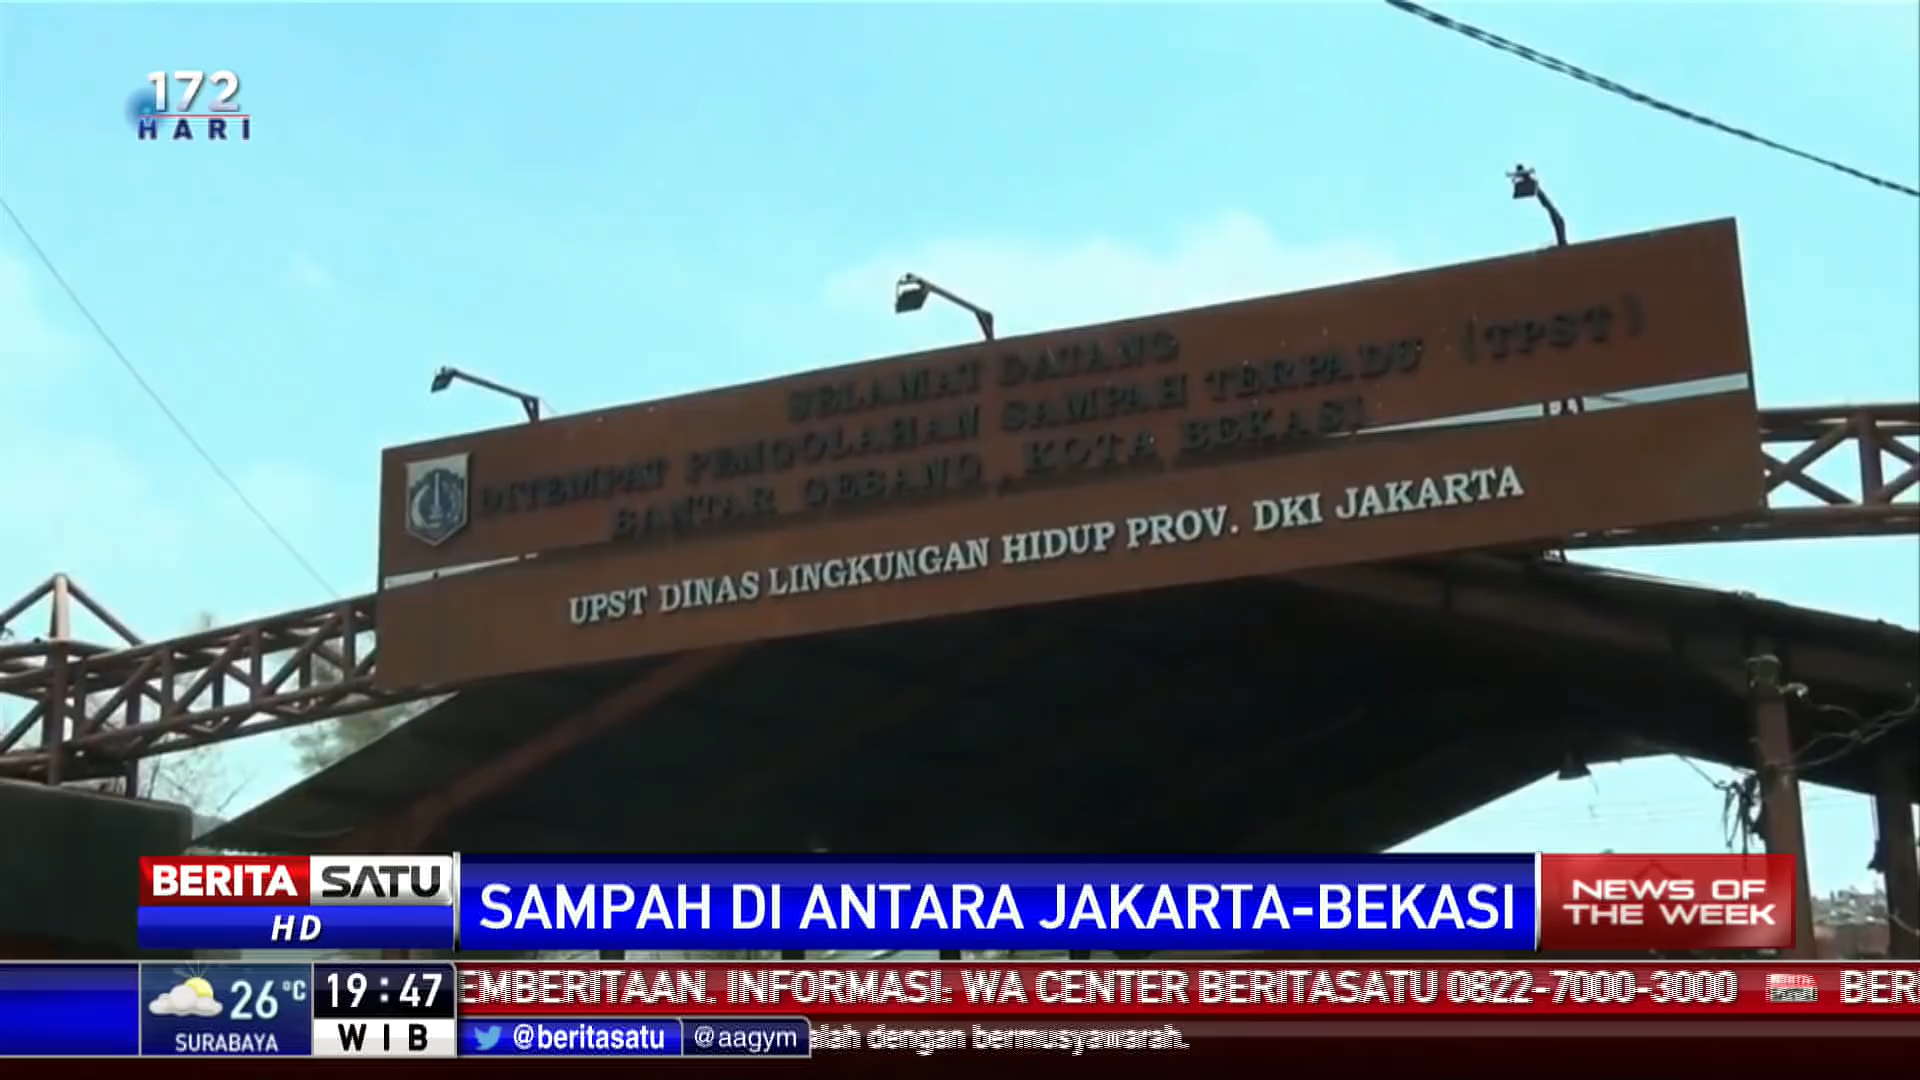 172
HARI
SELAMAT DATANG
DITEMPAT PENGOLAHAN SAMPAH TERPADU (TPST)
BANTAR GEBANG, KOTA BEKASI
UPST DINAS LINGKUNGAN HIDUP PROV. DKI JAKARTA
BERITA SATU
HD
SAMPAH DI ANTARA JAKARTA-BEKASI
NEWS OF
THE WEEK
26°C
SURABAYA
19:47
WIB
EMBERITAAN. INFORMASI: WA CENTER BERITASATU 0822-7000-3000
BER
@beritasatu
@aagym
alah dengan bermusyawarah.